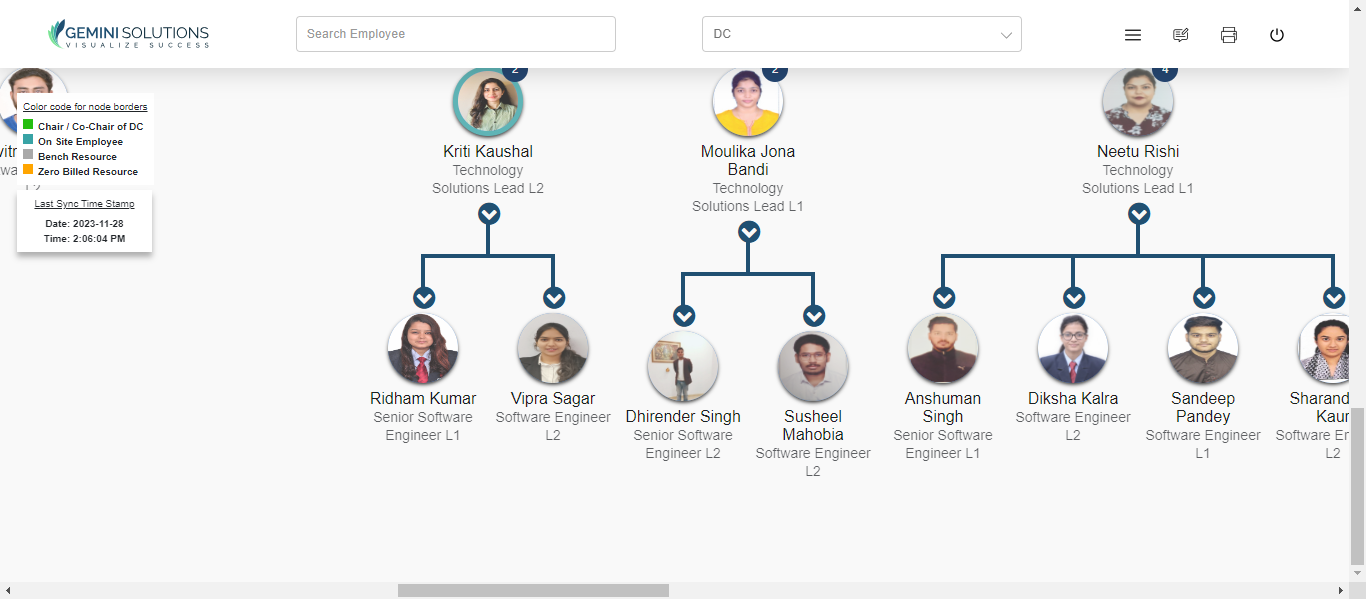 GEMINI SOLUTIONS
VISUALIZE SUCCESS
Search Employee
DC
2
2
4
Color code for node borders
Chair / Co-Chair of DC
On Site Employee
Bench Resource
Zero Billed Resource
L2
Last Sync Time Stamp
Date: 2023-11-28
Time: 2:06:04 PM
Kriti Kaushal
Technology
Solutions Lead L2
Moulika Jona
Bandi
Technology
Solutions Lead L1
Neetu Rishi
Technology
Solutions Lead L1
Ridham Kumar
Senior Software
Engineer L1
Vipra Sagar
Software Engineer
L2
Dhirender Singh
Senior Software
Engineer L2
Susheel
Mahobia
Software Engineer
L2
Anshuman
Singh
Senior Software
Engineer L1
Diksha Kalra
Software Engineer
L2
Sandeep
Pandey
Software Engineer
L1
Sharand
Kaur
Software Er
L2